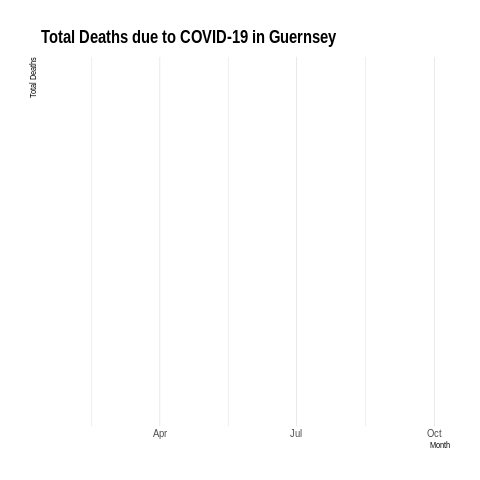 Total Deaths due to COVID-19 in Guernsey
Total Deaths
Apr Jul Oct
Month